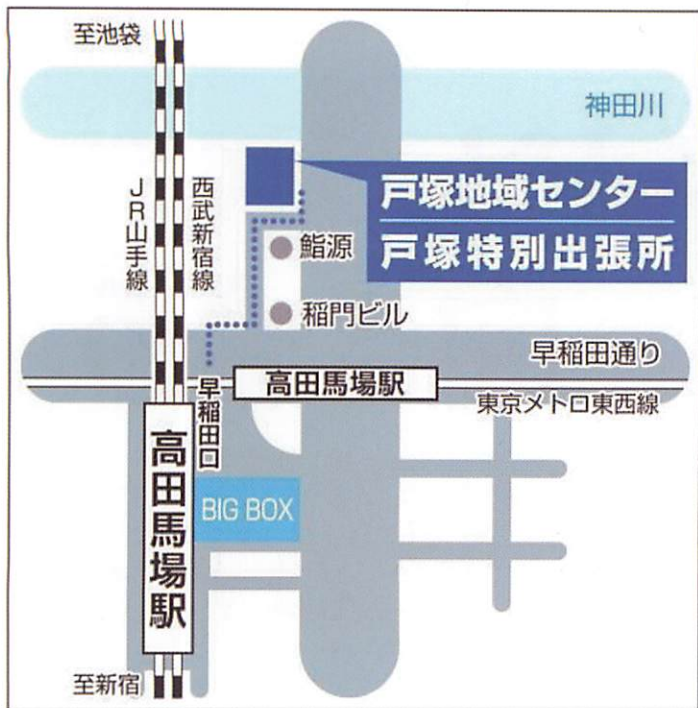 至池袋
神田川
JR山手線
西武新宿線
戸塚地域センター
戸塚特別出張所
鮨源
稲門ビル
早稲田通り
早稲田口
高田馬場駅
東京メトロ東西線
高田馬場駅
BIG BOX
至新宿